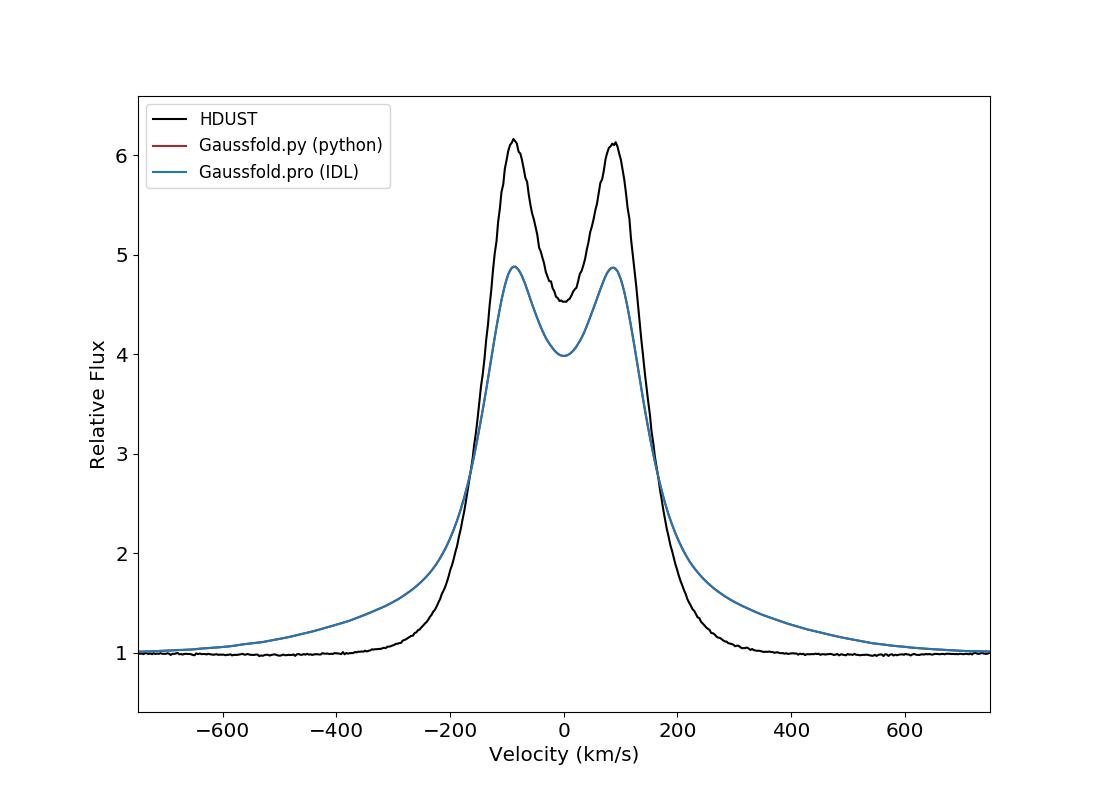 HDUST
Gaussfold.py (python)
Gaussfold.pro (IDL)
6
5
4
3
2
1
Relative Flux
−600 −400 −200 0 200 400 600
Velocity (km/s)